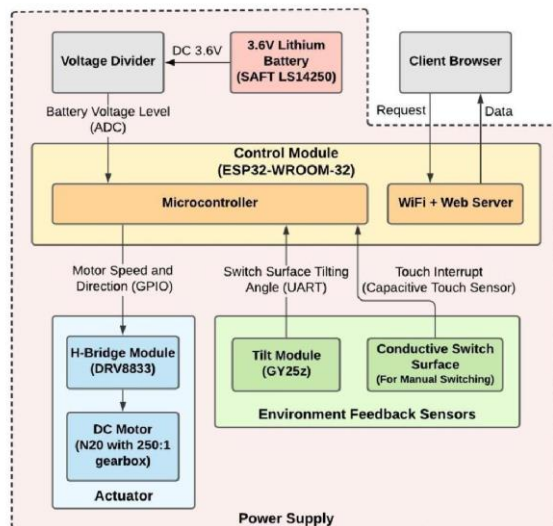 Voltage Divider
DC 3.6V
3.6V Lithium
Battery
(SAFT LS14250)
Client Browser
Battery Voltage Level
(ADC)
Request
Data
Control Module
(ESP32-WROOM-32)
Microcontroller
WiFi + Web Server
Motor Speed and
Direction (GPIO)
Switch Surface Tilting
Angle (UART)
Touch Interrupt
(Capacitive Touch Sensor)
H-Bridge Module
(DRV8833)
Tilt Module
(GY25z)
Conductive Switch
Surface
(For Manual Switching)
DC Motor
(N20 with 250:1
gearbox)
Environment Feedback Sensors
Actuator
Power Supply